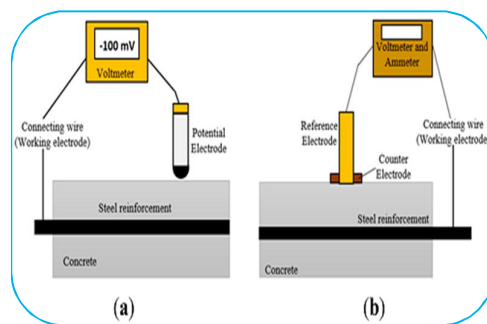 -100 mV
Voltmeter
Connecting wire
(Working electrode)
Potential
Electrode
Steel reinforcement
Concrete
(a)
Voltmeter and
Ammeter
Reference
Electrode
Connecting wire
(Working electrode)
Counter
Electrode
Steel reinforcement
Concrete
(b)